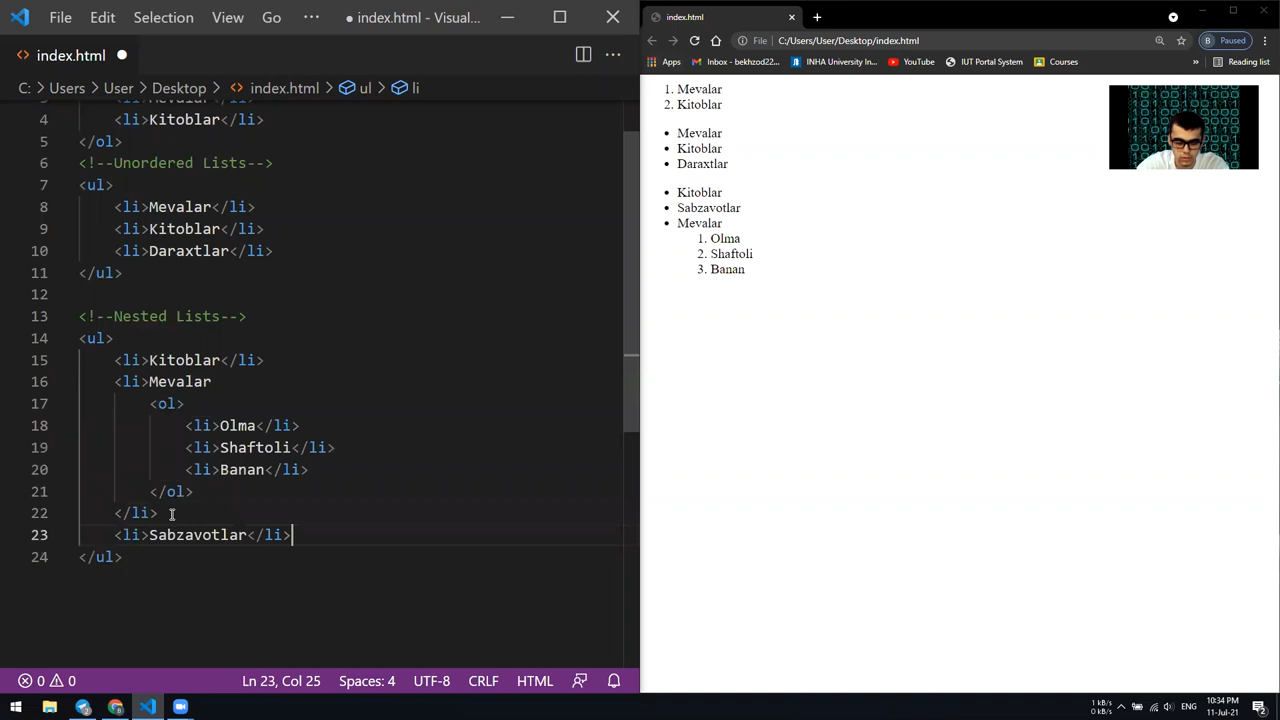 File Edit Selection View Go ··· ● index.html - Visual...
index.html
index.html ●
C:/Users/User/Desktop/index.html
File
Paused
C: > Users > User > Desktop > index.html > ul > li
Apps
Inbox - bekhzod22...
INHA University In...
YouTube
IUT Portal System
Courses
»
Reading list
4 <li>Kitoblar</li>
5 </ol>
6 <!--Unordered Lists-->
7 <ul>
8 <li>Mevalar</li>
9 <li>Kitoblar</li>
10 <li>Daraxtlar</li>
11 </ul>
12
13 <!--Nested Lists-->
14 <ul>
15 <li>Kitoblar</li>
16 <li>Mevalar
17 <ol>
18 <li>Olma</li>
19 <li>Shaftoli</li>
20 <li>Banan</li>
21 </ol>
22 </li>
23 <li>Sabzavotlar</li>
24 </ul>
1. Mevalar
2. Kitoblar
• Mevalar
• Kitoblar
• Daraxtlar
• Kitoblar
• Sabzavotlar
• Mevalar
1. Olma
2. Shaftoli
3. Banan
0 0 Ln 23, Col 25 Spaces: 4 UTF-8 CRLF HTML
1 kB/s
0 kB/s
ENG
10:34 PM
11-Jul-21
2